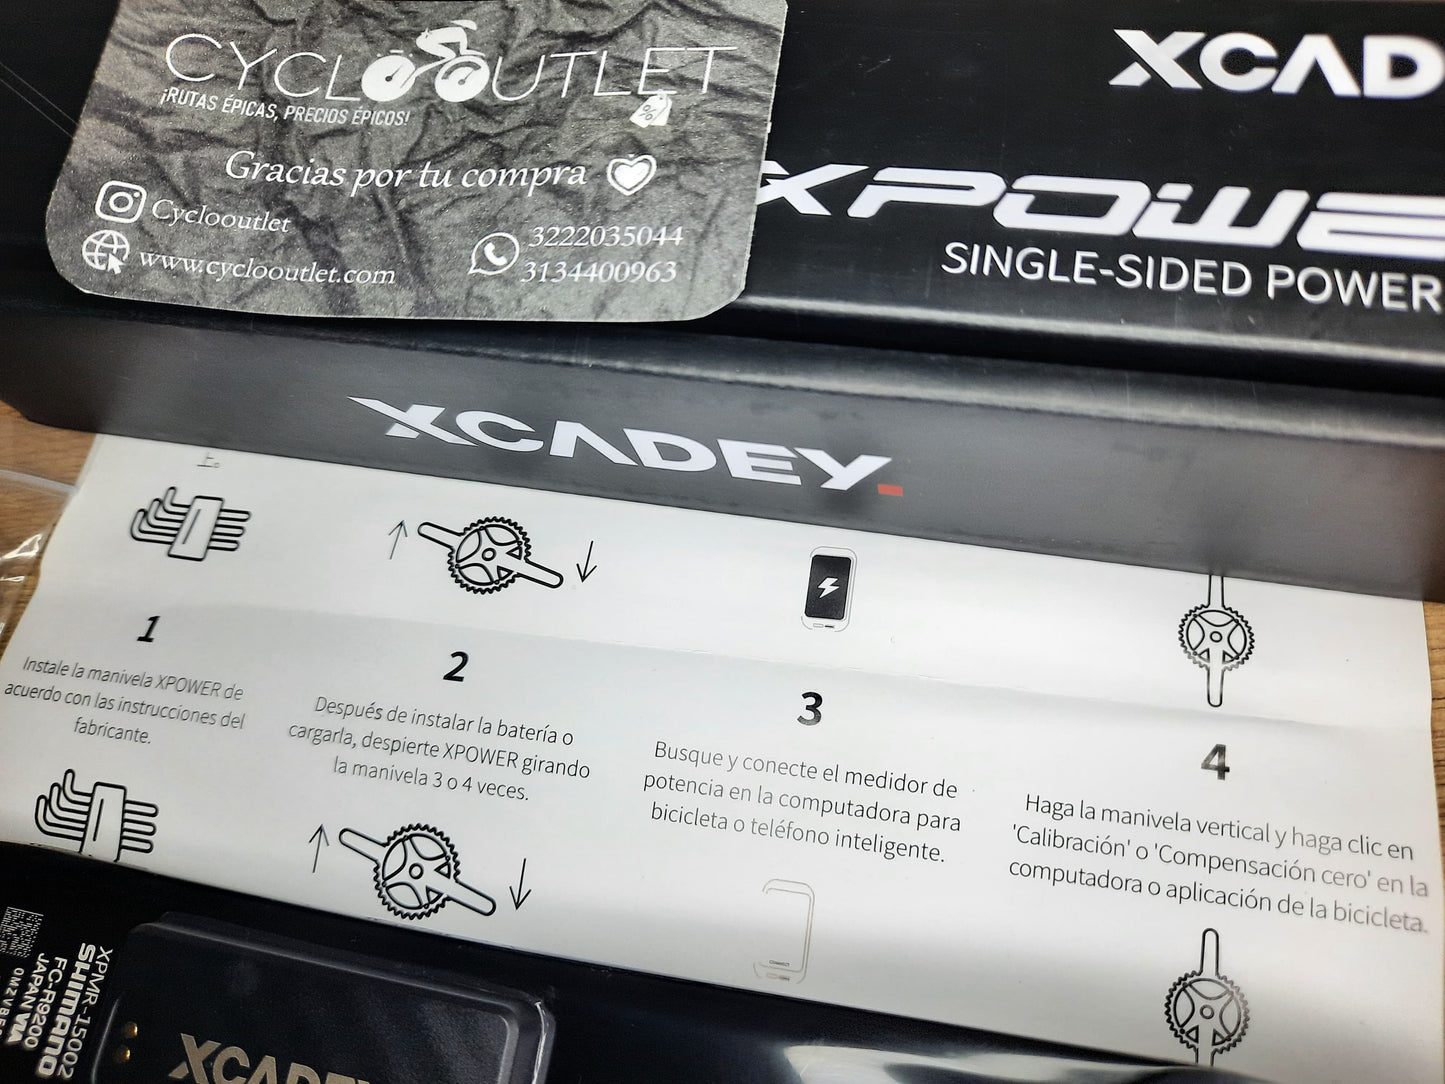 CYCLOOUTLET
¡RUTAS ÉPICAS, PRECIOS ÉPICOS!
%
Gracias por tu compra
Cyclooutlet
www.cyclooutlet.com
3222035044
3134400963
XCAD
XPOWE
SINGLE-SIDED POWER
XCADEY
1
Instale la manivela XPOWER de
acuerdo con las instrucciones del
fabricante.
2
Después de instalar la batería o
cargarla, despierte XPOWER girando
la manivela 3 o 4 veces.
3
Busque y conecte el medidor de
potencia en la computadora para
bicicleta o teléfono inteligente.
4
Haga la manivela vertical y haga clic en
'Calibración' o 'Compensación cero' en la
computadora o aplicación de la bicicleta.
XPMR-15002
SHIMANO
FC-R9200
JAPAN VIA
XCADEY